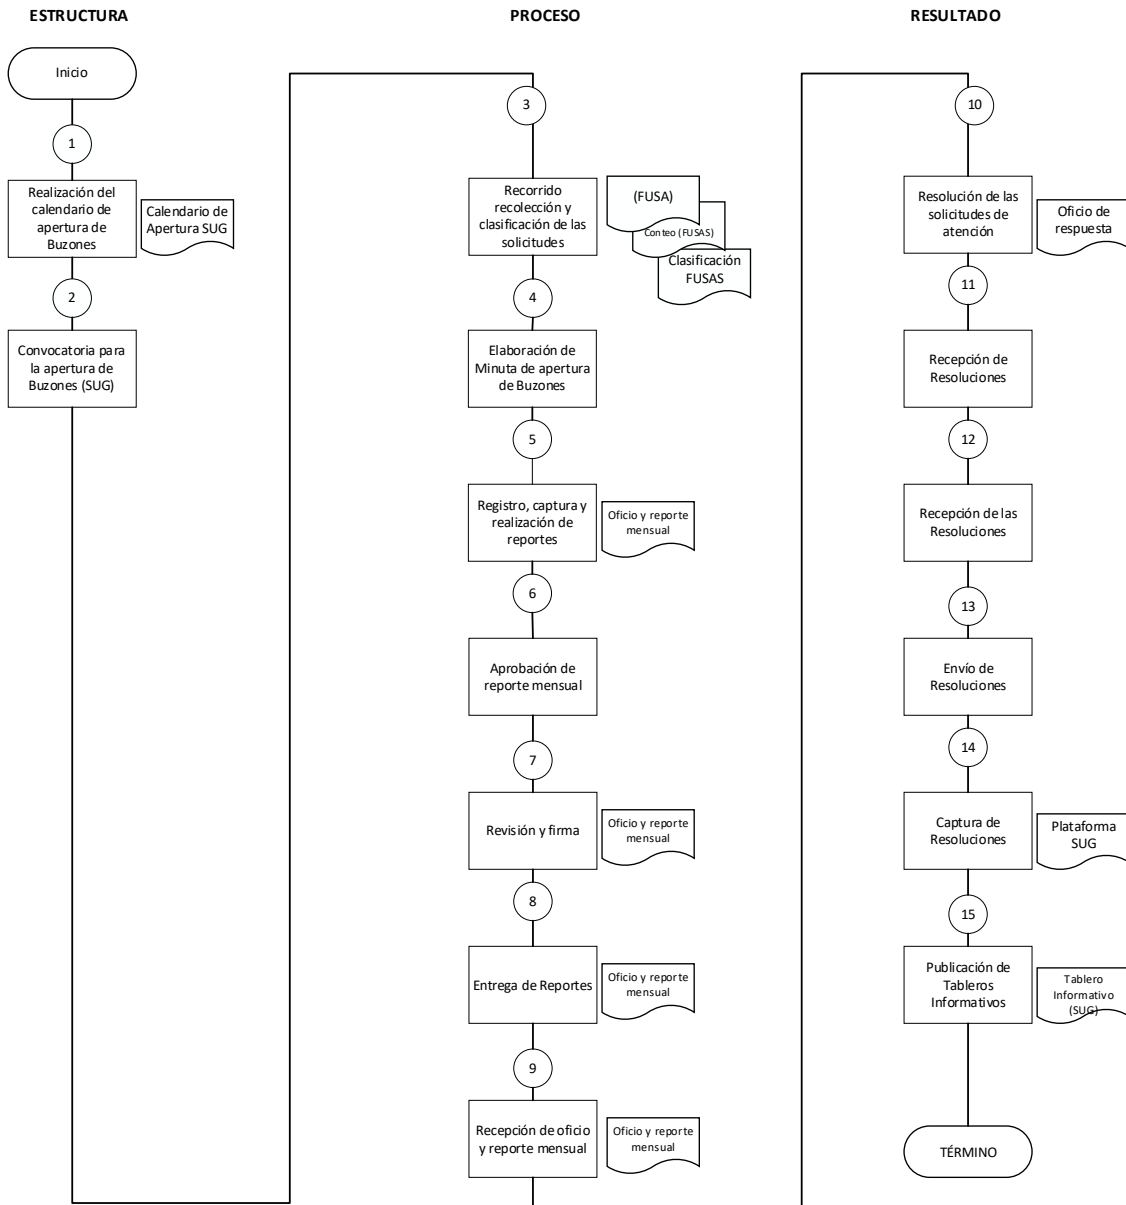 ESTRUCTURA
Inicio
1
Realización del
calendario de
apertura de
Buzones
Calendario de
Apertura SUG
2
Convocatoria para
la apertura de
Buzones (SUG)
PROCESO
3
Recorrido
recolección y
clasificación de las
solicitudes
(FUSA)
Conteo (FUSAS)
Clasificación
FUSAS
4
Elaboración de
Minuta de apertura
de Buzones
5
Registro, captura y
realización de
reportes
Oficio y reporte
mensual
6
Aprobación de
reporte mensual
7
Revisión y firma
Oficio y reporte
mensual
8
Entrega de Reportes
Oficio y reporte
mensual
9
Recepción de oficio
y reporte mensual
Oficio y reporte
mensual
RESULTADO
10
Resolución de las
solicitudes de
atención
Oficio de
respuesta
11
Recepción de
Resoluciones
12
Recepción de las
Resoluciones
13
Envío de
Resoluciones
14
Captura de
Resoluciones
Plataforma
SUG
15
Publicación de
Tableros
Informativos
Tablero
Informativo
(SUG)
TÉRMINO